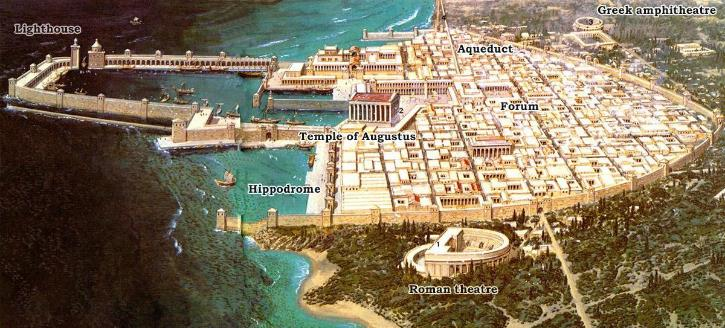 Greek amphitheatre
Lighthouse
Aqueduct
Forum
Temple of Augustus
Hippodrome
Roman theatre